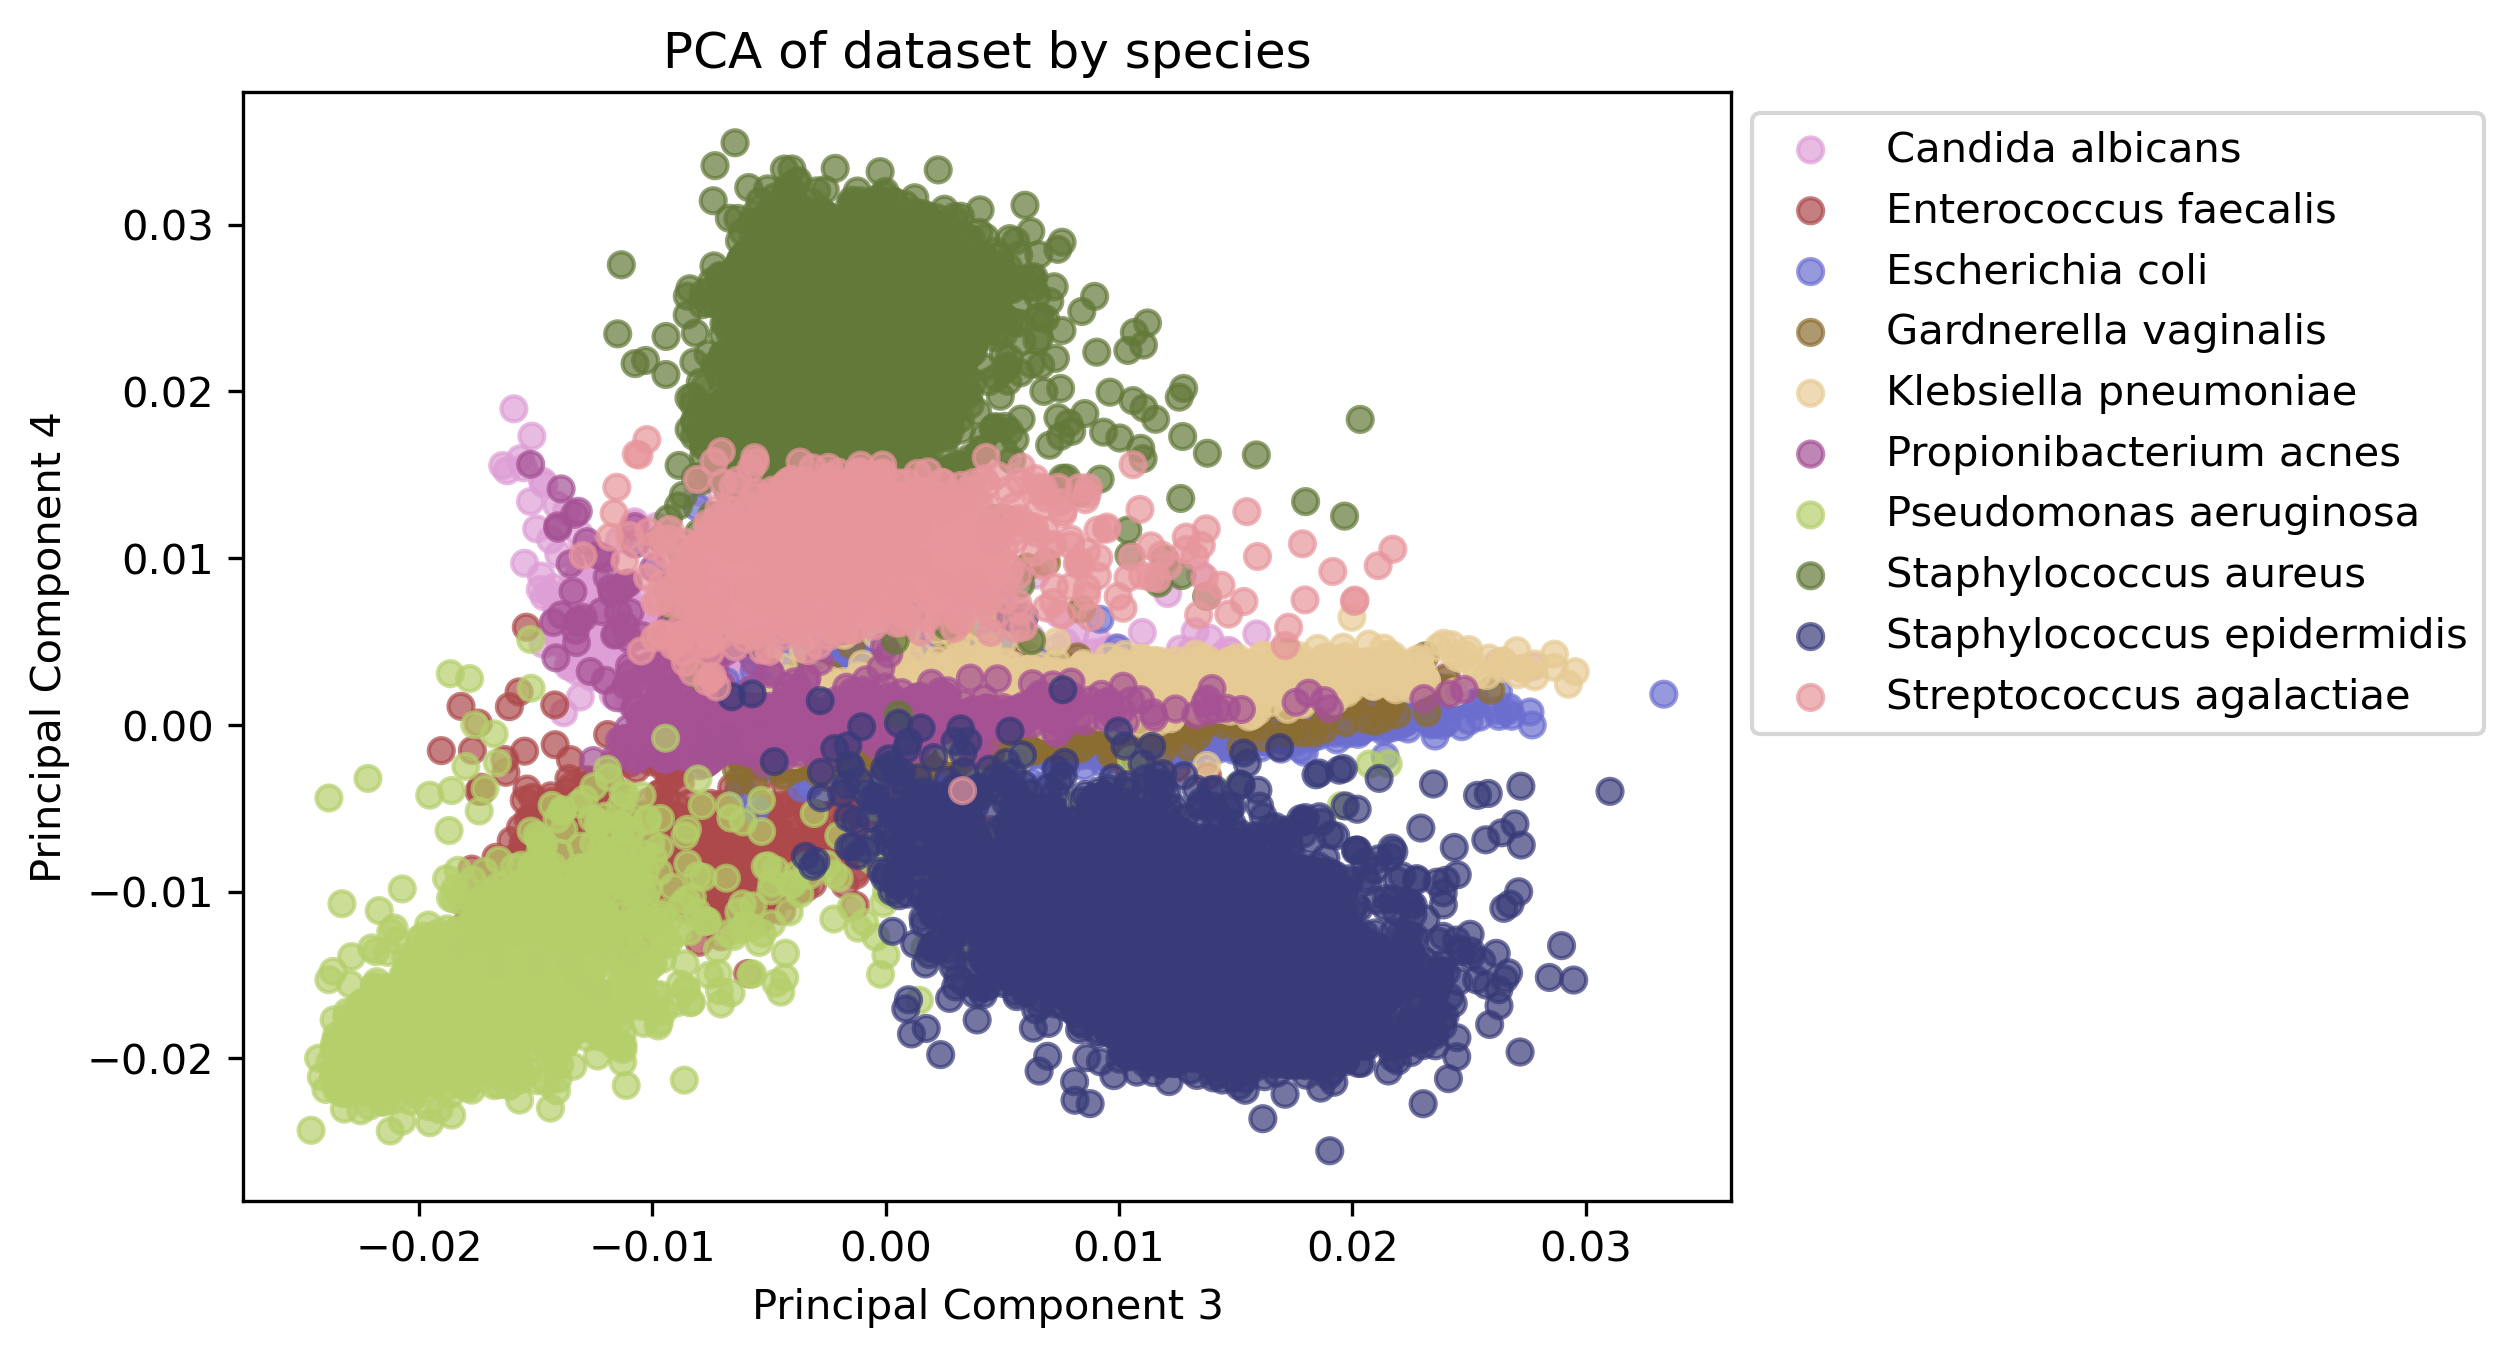 PCA of dataset by species
Candida albicans
Enterococcus faecalis
Escherichia coli
Gardnerella vaginalis
Klebsiella pneumoniae
Propionibacterium acnes
Pseudomonas aeruginosa
Staphylococcus aureus
Staphylococcus epidermidis
Streptococcus agalactiae
Principal Component 4
0.03
0.02
0.01
0.00
−0.01
−0.02
−0.02 −0.01 0.00 0.01 0.02 0.03
Principal Component 3